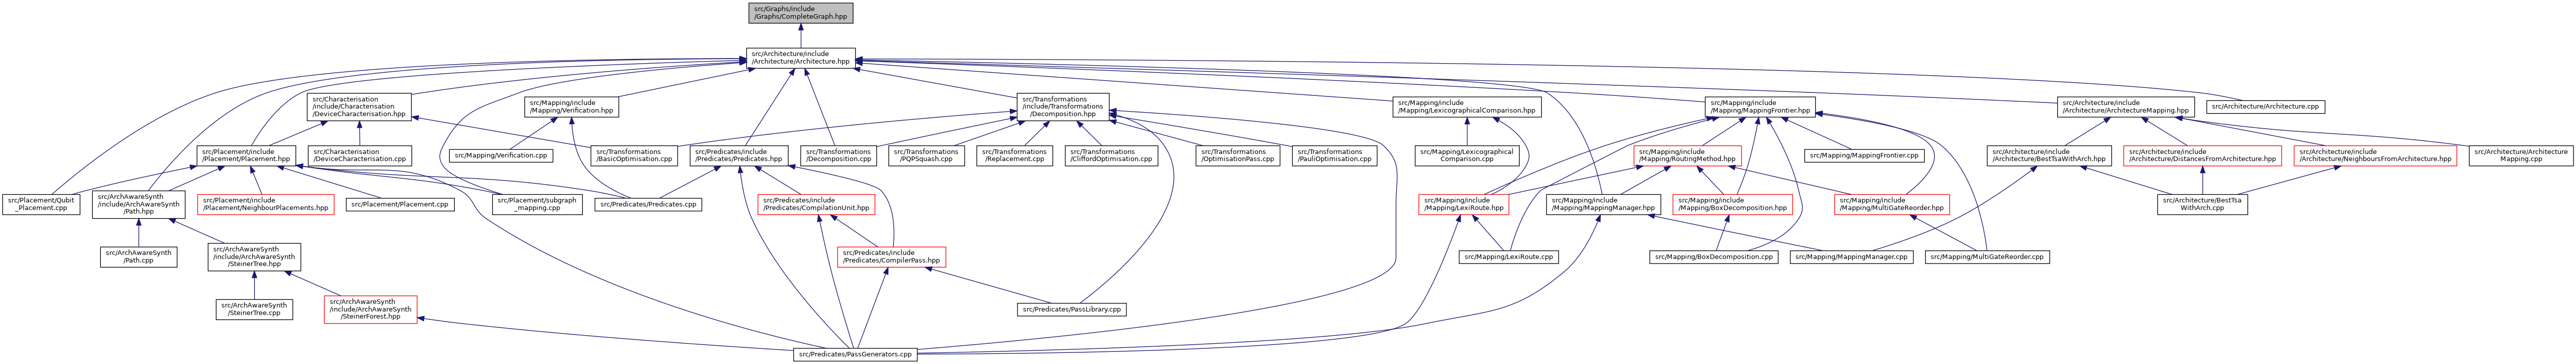 src/Graphs/include
/Graphs/CompleteGraph.hpp
src/Architecture/include
/Architecture/Architecture.hpp
src/Characterisation
/include/Characterisation
/DeviceCharacterisation.hpp
src/Mapping/include
/Mapping/Verification.hpp
src/Transformations
/include/Transformations
/Decomposition.hpp
src/Mapping/include
/Mapping/LexicographicalComparison.hpp
src/Mapping/include
/Mapping/MappingFrontier.hpp
src/Architecture/include
/Architecture/ArchitectureMapping.hpp
src/Architecture/Architecture.cpp
src/Placement/include
/Placement/Placement.hpp
src/Characterisation
/DeviceCharacterisation.cpp
src/Mapping/Verification.cpp
src/Transformations
/BasicOptimisation.cpp
src/Predicates/include
/Predicates/Predicates.hpp
src/Transformations
/Decomposition.cpp
src/Transformations
/PQPSquash.cpp
src/Transformations
/Replacement.cpp
src/Transformations
/CliffordOptimisation.cpp
src/Transformations
/OptimisationPass.cpp
src/Transformations
/PauliOptimisation.cpp
src/Mapping/Lexicographical
Comparison.cpp
src/Mapping/include
/Mapping/RoutingMethod.hpp
src/Mapping/MappingFrontier.cpp
src/Architecture/include
/Architecture/BestTsaWithArch.hpp
src/Architecture/include
/Architecture/DistancesFromArchitecture.hpp
src/Architecture/include
/Architecture/NeighboursFromArchitecture.hpp
src/Architecture/Architecture
Mapping.cpp
src/Placement/Qubit
_Placement.cpp
src/ArchAwareSynth
/include/ArchAwareSynth
/Path.hpp
src/Placement/include
/Placement/NeighbourPlacements.hpp
src/Placement/Placement.cpp
src/Placement/subgraph
_mapping.cpp
src/Predicates/Predicates.cpp
src/Predicates/include
/Predicates/CompilationUnit.hpp
src/Mapping/include
/Mapping/LexiRoute.hpp
src/Mapping/include
/Mapping/MappingManager.hpp
src/Mapping/include
/Mapping/BoxDecomposition.hpp
src/Mapping/include
/Mapping/MultiGateReorder.hpp
src/Architecture/BestTsa
WithArch.cpp
src/ArchAwareSynth
/Path.cpp
src/ArchAwareSynth
/include/ArchAwareSynth
/SteinerTree.hpp
src/Predicates/include
/Predicates/CompilerPass.hpp
src/Mapping/LexiRoute.cpp
src/Mapping/BoxDecomposition.cpp
src/Mapping/MappingManager.cpp
src/Mapping/MultiGateReorder.cpp
src/ArchAwareSynth
/SteinerTree.cpp
src/ArchAwareSynth
/include/ArchAwareSynth
/SteinerForest.hpp
src/Predicates/PassLibrary.cpp
src/Predicates/PassGenerators.cpp